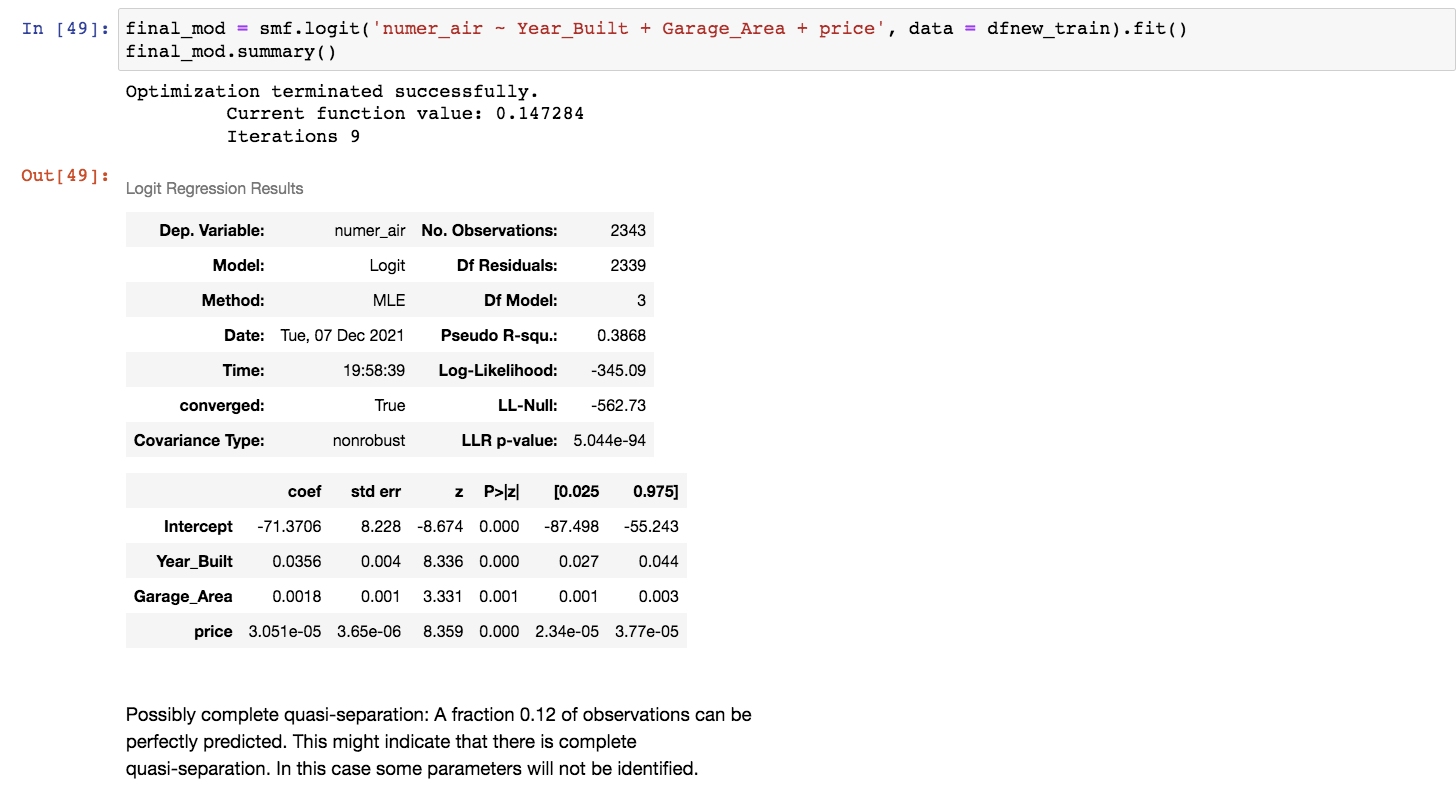 In [49]: final_mod = smf.logit('numer_air ~ Year_Built + Garage_Area + price', data = dfnew_train).fit()
final_mod.summary()
Optimization terminated successfully.
Current function value: 0.147284
Iterations 9
Out[49]:
Logit Regression Results
Dep. Variable: numer_air No. Observations: 2343
Model: Logit Df Residuals: 2339
Method: MLE Df Model: 3
Date: Tue, 07 Dec 2021 Pseudo R-squ.: 0.3868
Time: 19:58:39 Log-Likelihood: -345.09
converged: True LL-Null: -562.73
Covariance Type: nonrobust LLR p-value: 5.044e-94
coef std err z P>|z| [0.025 0.975]
Intercept -71.3706 8.228 -8.674 0.000 -87.498 -55.243
Year_Built 0.0356 0.004 8.336 0.000 0.027 0.044
Garage_Area 0.0018 0.001 3.331 0.001 0.001 0.003
price 3.051e-05 3.65e-06 8.359 0.000 2.34e-05 3.77e-05
Possibly complete quasi-separation: A fraction 0.12 of observations can be
perfectly predicted. This might indicate that there is complete
quasi-separation. In this case some parameters will not be identified.